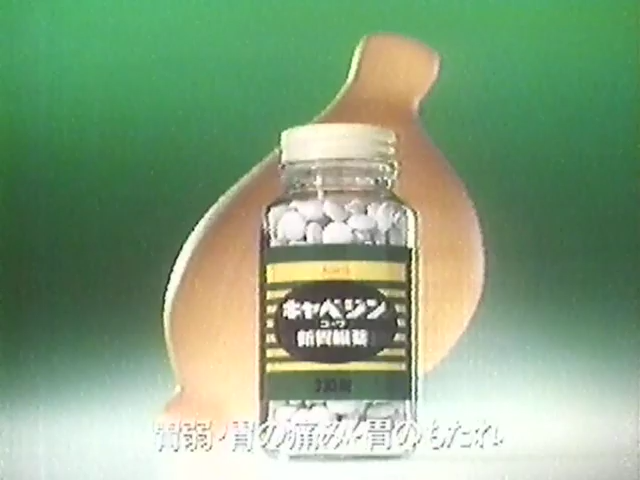 キャベジン
コーワ
新胃腸薬
胃弱・胃の痛み・胃のもたれ